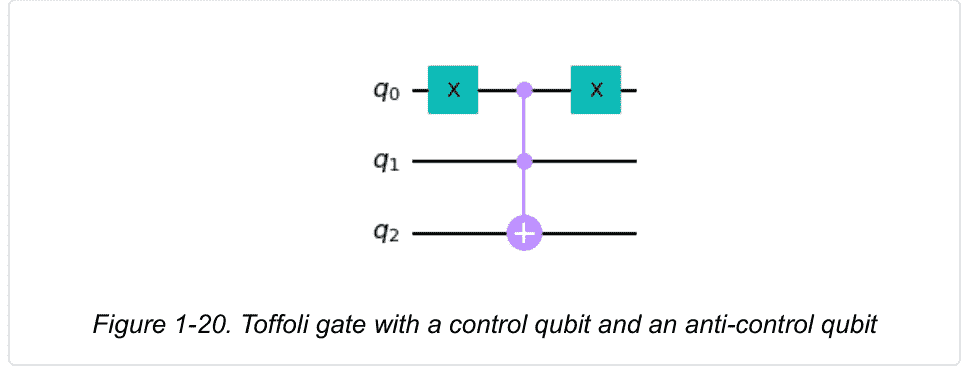 q₀ X X
q₁
q₂
Figure 1-20. Toffoli gate with a control qubit and an anti-control qubit